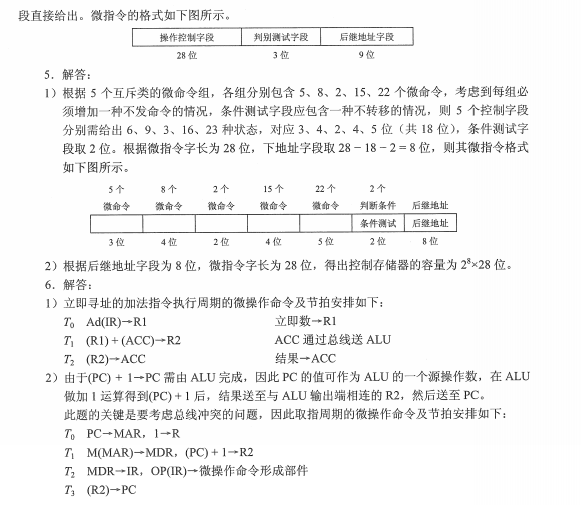 段直接给出。微指令的格式如下图所示。
操作控制字段 判别测试字段 后继地址字段
28 位 3 位 9 位
5．解答：
1）根据 5 个互斥类的微命令组，各组分别包含 5、8、2、15、22 个微命令，考虑到每组必
须增加一种不发命令的情况，条件测试字段应包含一种不转移的情况，则 5 个控制字段
分别需给出 6、9、3、16、23 种状态，对应 3、4、2、4、5 位（共 18 位），条件测试字
段取 2 位。根据微指令字长为 28 位，下地址字段取 28－18－2＝8 位，则其微指令格式
如下图所示。
5 个 8 个 2 个 15 个 22 个 2 个
微命令 微命令 微命令 微命令 微命令 判断条件 后继地址
条件测试 后继地址
3 位 4 位 2 位 4 位 5 位 2 位 8 位
2）根据后继地址字段为 8 位，微指令字长为 28 位，得出控制存储器的容量为 2⁸×28 位。
6．解答：
1）立即寻址的加法指令执行周期的微操作命令及节拍安排如下：
T₀ Ad(IR)→R1 立即数→R1
T₁ (R1)＋(ACC)→R2 ACC 通过总线送 ALU
T₂ (R2)→ACC 结果→ACC
2）由于(PC)＋1→PC 需由 ALU 完成，因此 PC 的值可作为 ALU 的一个源操作数，在 ALU
做加 1 运算得到(PC)＋1 后，结果送至与 ALU 输出端相连的 R2，然后送至 PC。
此题的关键是要考虑总线冲突的问题，因此取指周期的微操作命令及节拍安排如下：
T₀ PC→MAR，1→R
T₁ M(MAR)→MDR，(PC)＋1→R2
T₂ MDR→IR，OP(IR)→微操作命令形成部件
T₃ (R2)→PC